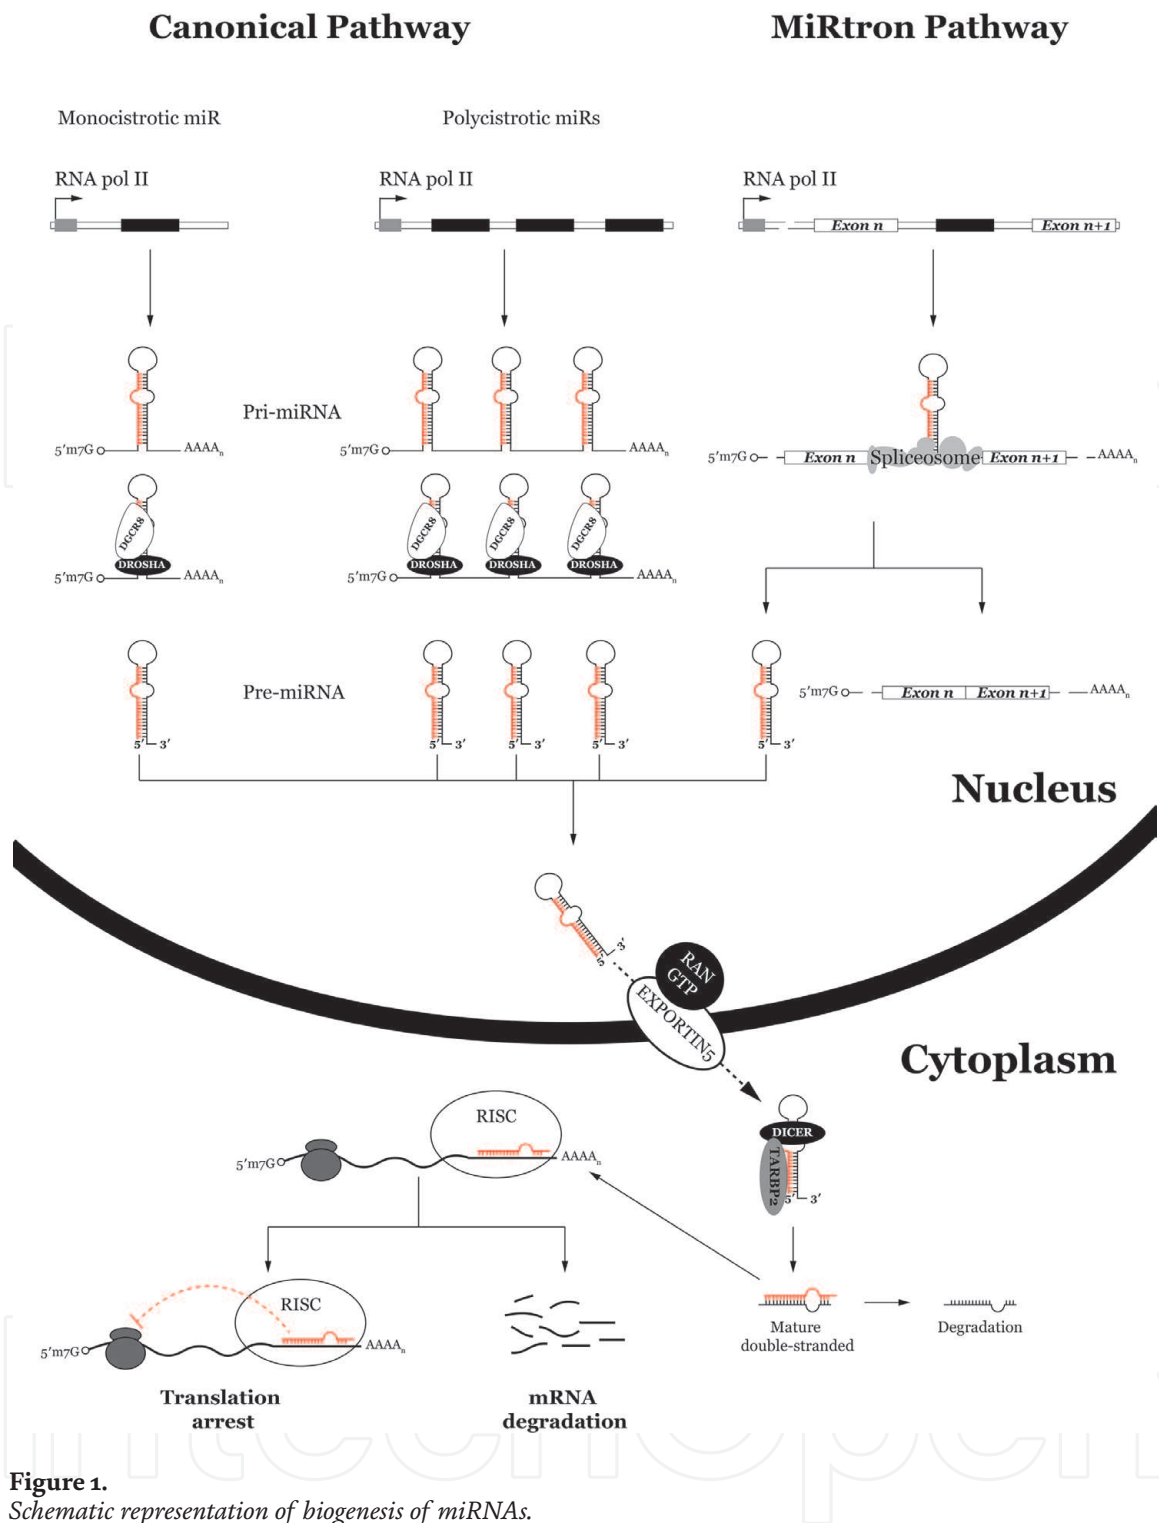 Canonical Pathway
MiRtron Pathway
Monocistrotic miR
Polycistrotic miRs
RNA pol II
RNA pol II
RNA pol II
Exon n
Exon n+1
Pri-miRNA
5'm7G
AAAAn
5'm7G
AAAAn
5'm7G
Exon n
Spliceosome
Exon n+1
AAAAn
DGCR8
DROSHA
5'm7G
AAAAn
DGCR8
DGCR8
DGCR8
DROSHA
DROSHA
DROSHA
5'm7G
AAAAn
Pre-miRNA
5'm7G
Exon n
Exon n+1
AAAAn
5' 3'
5' 3'
5' 3'
5' 3'
5' 3'
Nucleus
5' 3'
RAN
GTP
EXPORTIN5
Cytoplasm
RISC
5'm7G
AAAAn
DICER
TARBP2
5' 3'
RISC
5'm7G
AAAAn
Mature
double-stranded
Degradation
Translation
arrest
mRNA
degradation
IntechOpen
Figure 1.
Schematic representation of biogenesis of miRNAs.